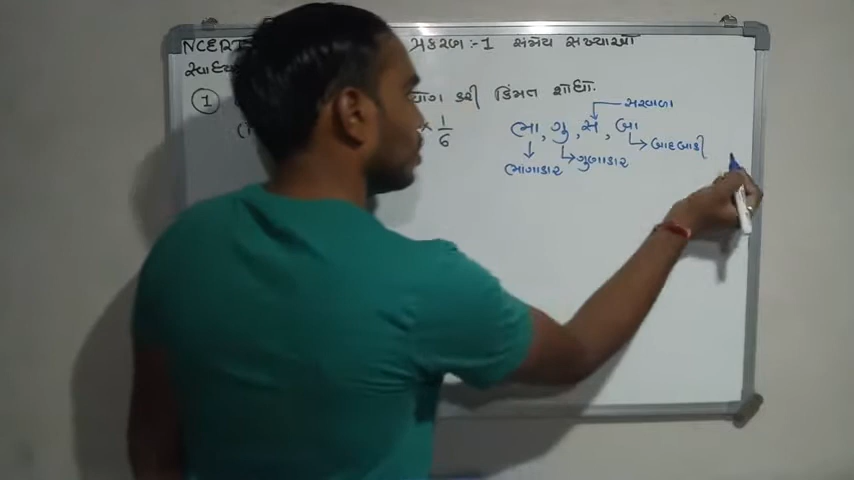 NCERT પ્રકરણ :- 1 સંમેય સંખ્યાઓ
સ્વાધ્યા
① કરી કિંમત શોધો.
સરવાળા
× 1/6 ભા, ગુ, સ, બા
બાદબાકી
ભાગાકાર ગુણાકાર